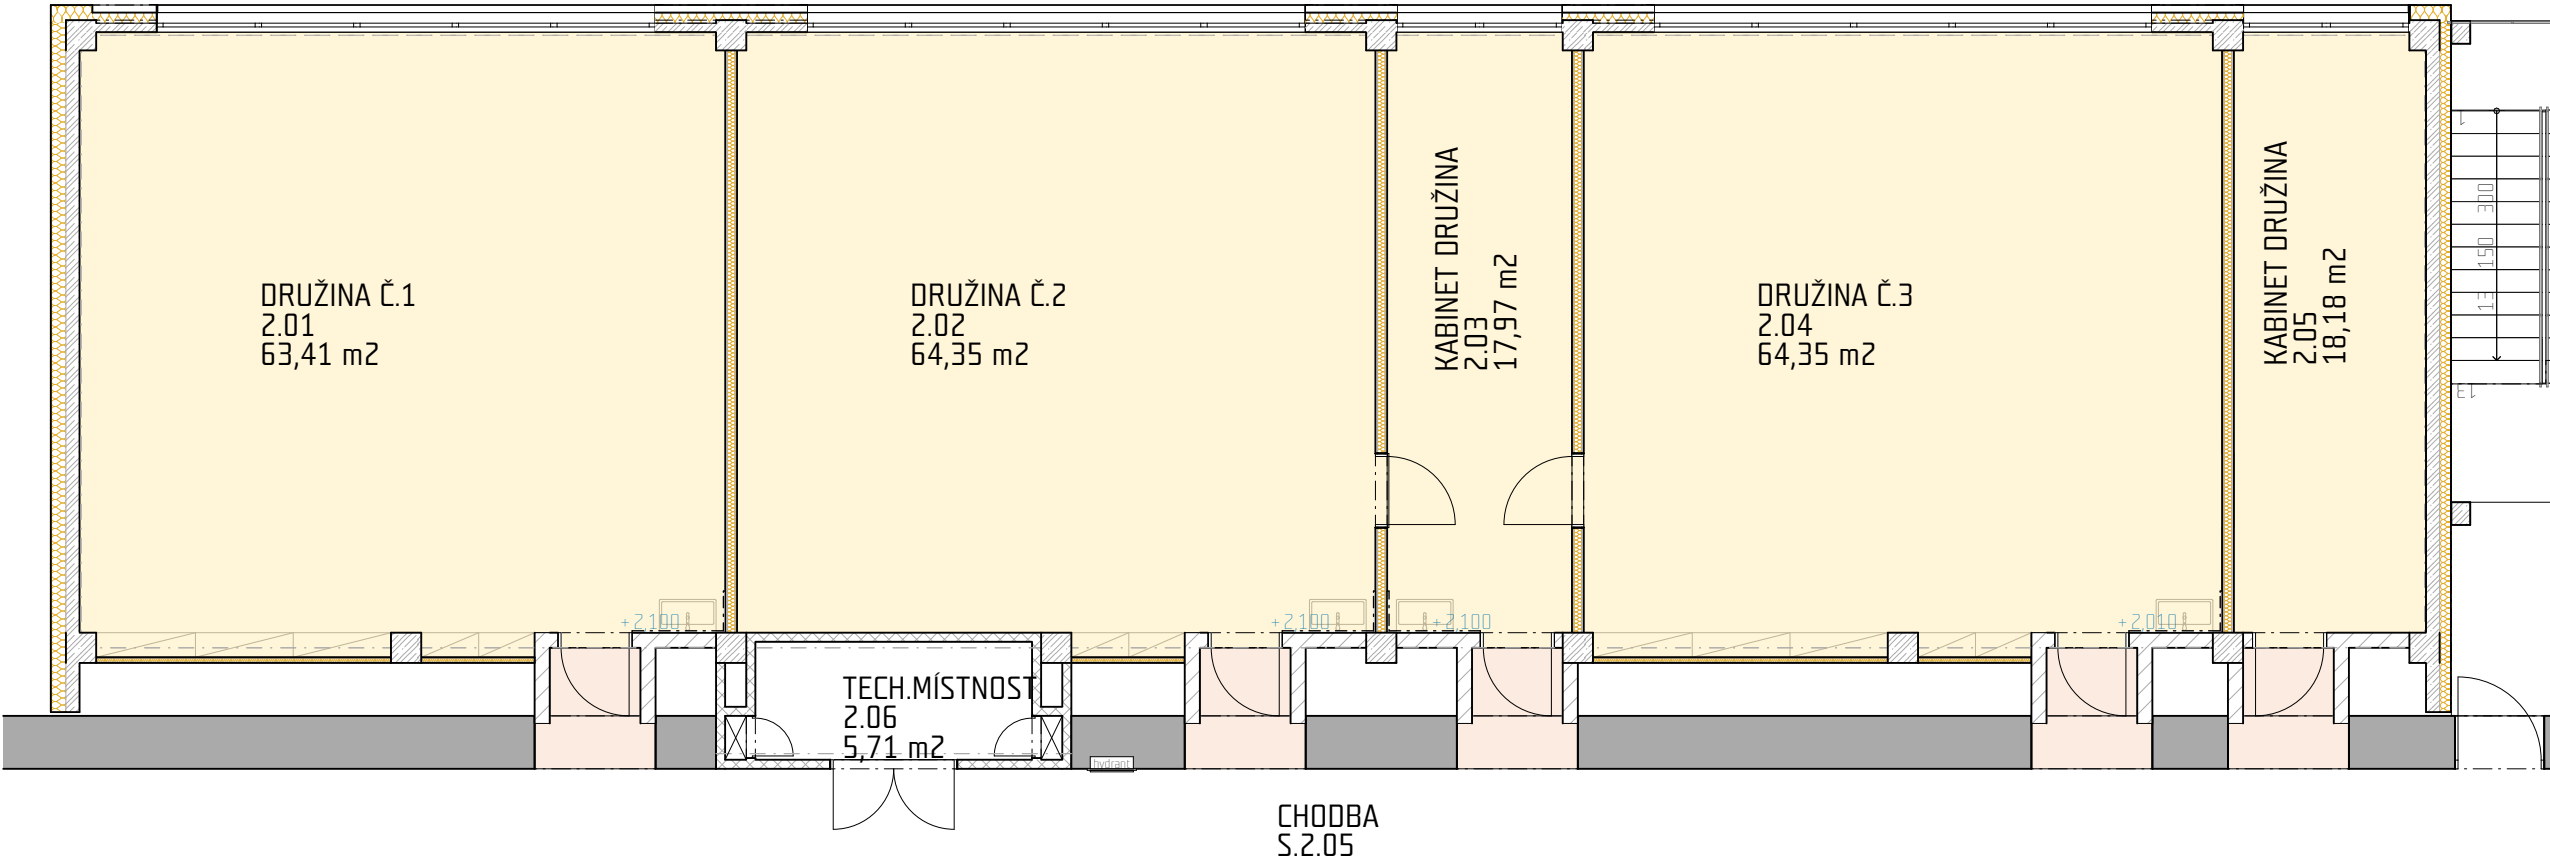 DRUŽINA Č.1
2.01
63,41 m2
DRUŽINA Č.2
2.02
64,35 m2
KABINET DRUŽINA
2.03
17,97 m2
DRUŽINA Č.3
2.04
64,35 m2
KABINET DRUŽINA
2.05
18,18 m2
1
13 150 300
13
+2,100
+2,100
+2,100
+2,010
TECH.MÍSTNOST
2.06
5,71 m2
hydrant
CHODBA
S.2.05